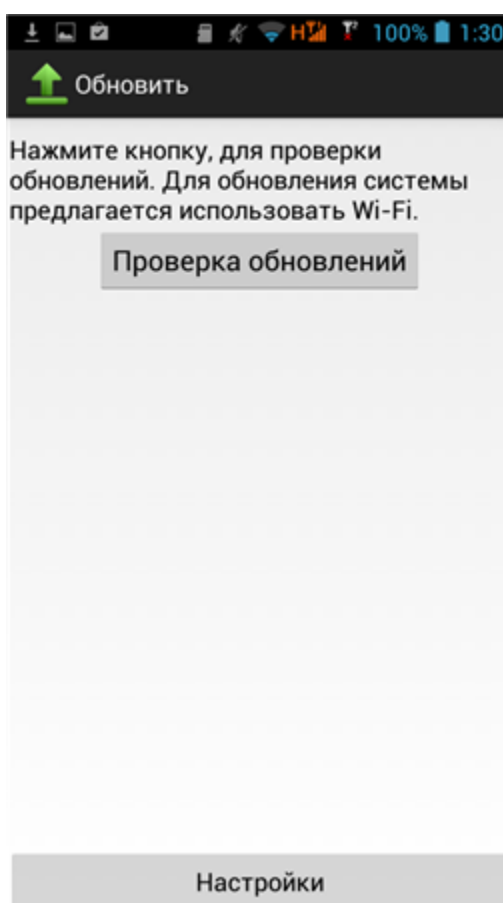 100% 1:30
Обновить
Нажмите кнопку, для проверки
обновлений. Для обновления системы
предлагается использовать Wi-Fi.
Проверка обновлений
Настройки